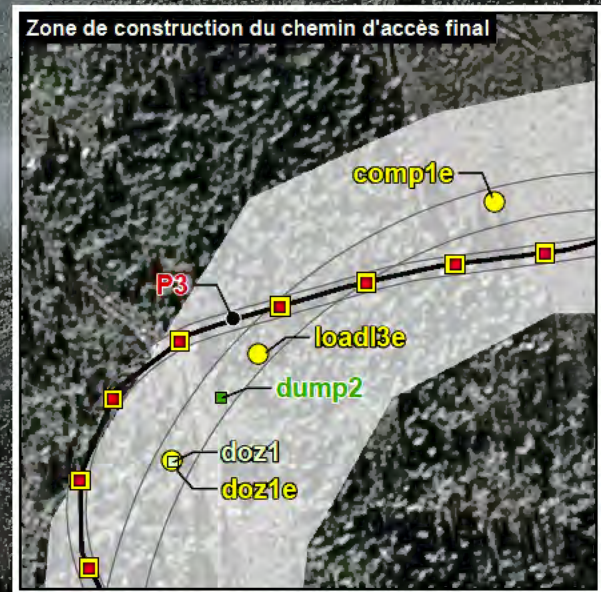 Zone de construction du chemin d'accès final
comp1e
P3
loadl3e
dump2
doz1
doz1e